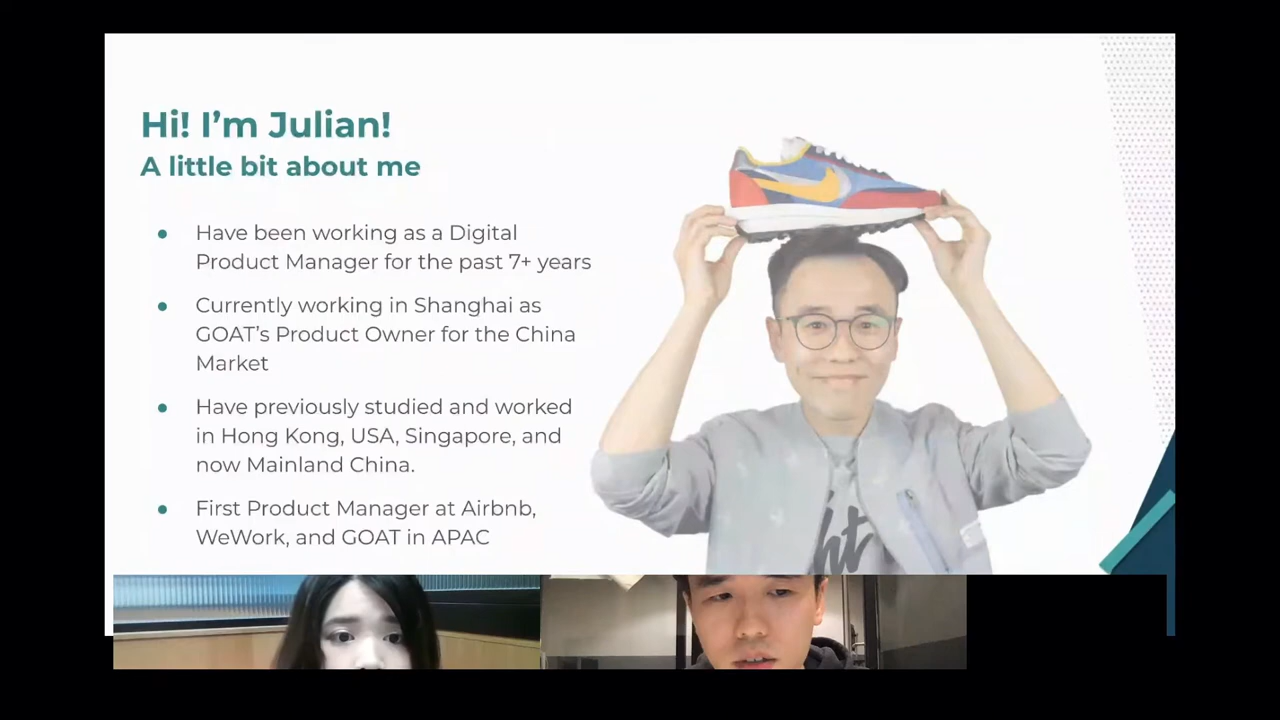 Hi! I'm Julian!
A little bit about me
● Have been working as a Digital
Product Manager for the past 7+ years
● Currently working in Shanghai as
GOAT's Product Owner for the China
Market
● Have previously studied and worked
in Hong Kong, USA, Singapore, and
now Mainland China.
● First Product Manager at Airbnb,
WeWork, and GOAT in APAC